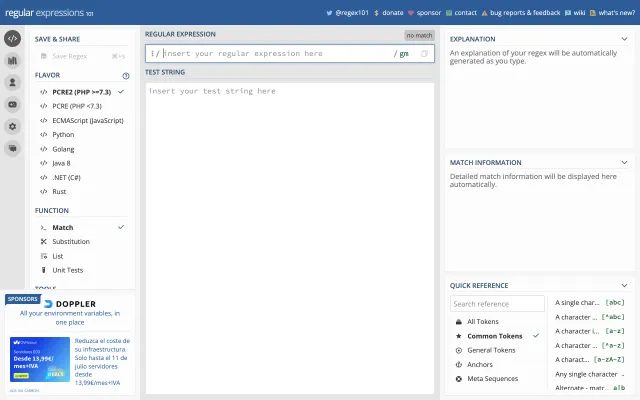 regular expressions 101
@regex101
donate
sponsor
contact
bug reports & feedback
wiki
what's new?
SAVE & SHARE
Save Regex
⌘+s
FLAVOR
PCRE2 (PHP >=7.3)
PCRE (PHP <7.3)
ECMAScript (JavaScript)
Python
Golang
Java 8
.NET (C#)
Rust
FUNCTION
Match
Substitution
List
Unit Tests
SPONSORS
DOPPLER
All your environment variables, in
one place
Servidores ECO
Desde 13,99€/
mes+IVA
Reduzca el coste de
su infraestructura.
Solo hasta el 11 de
julio servidores
desde
13,99€/mes+IVA
REGULAR EXPRESSION
no match
/ insert your regular expression here
/ gm
TEST STRING
insert your test string here
EXPLANATION
An explanation of your regex will be automatically
generated as you type.
MATCH INFORMATION
Detailed match information will be displayed here
automatically.
QUICK REFERENCE
Search reference
All Tokens
Common Tokens
General Tokens
Anchors
Meta Sequences
A single char... [abc]
A character ... [^abc]
A character i... [a-z]
A character ... [^a-z]
A charact... [a-zA-Z]
Any single character .
Alternate - matc... a|b